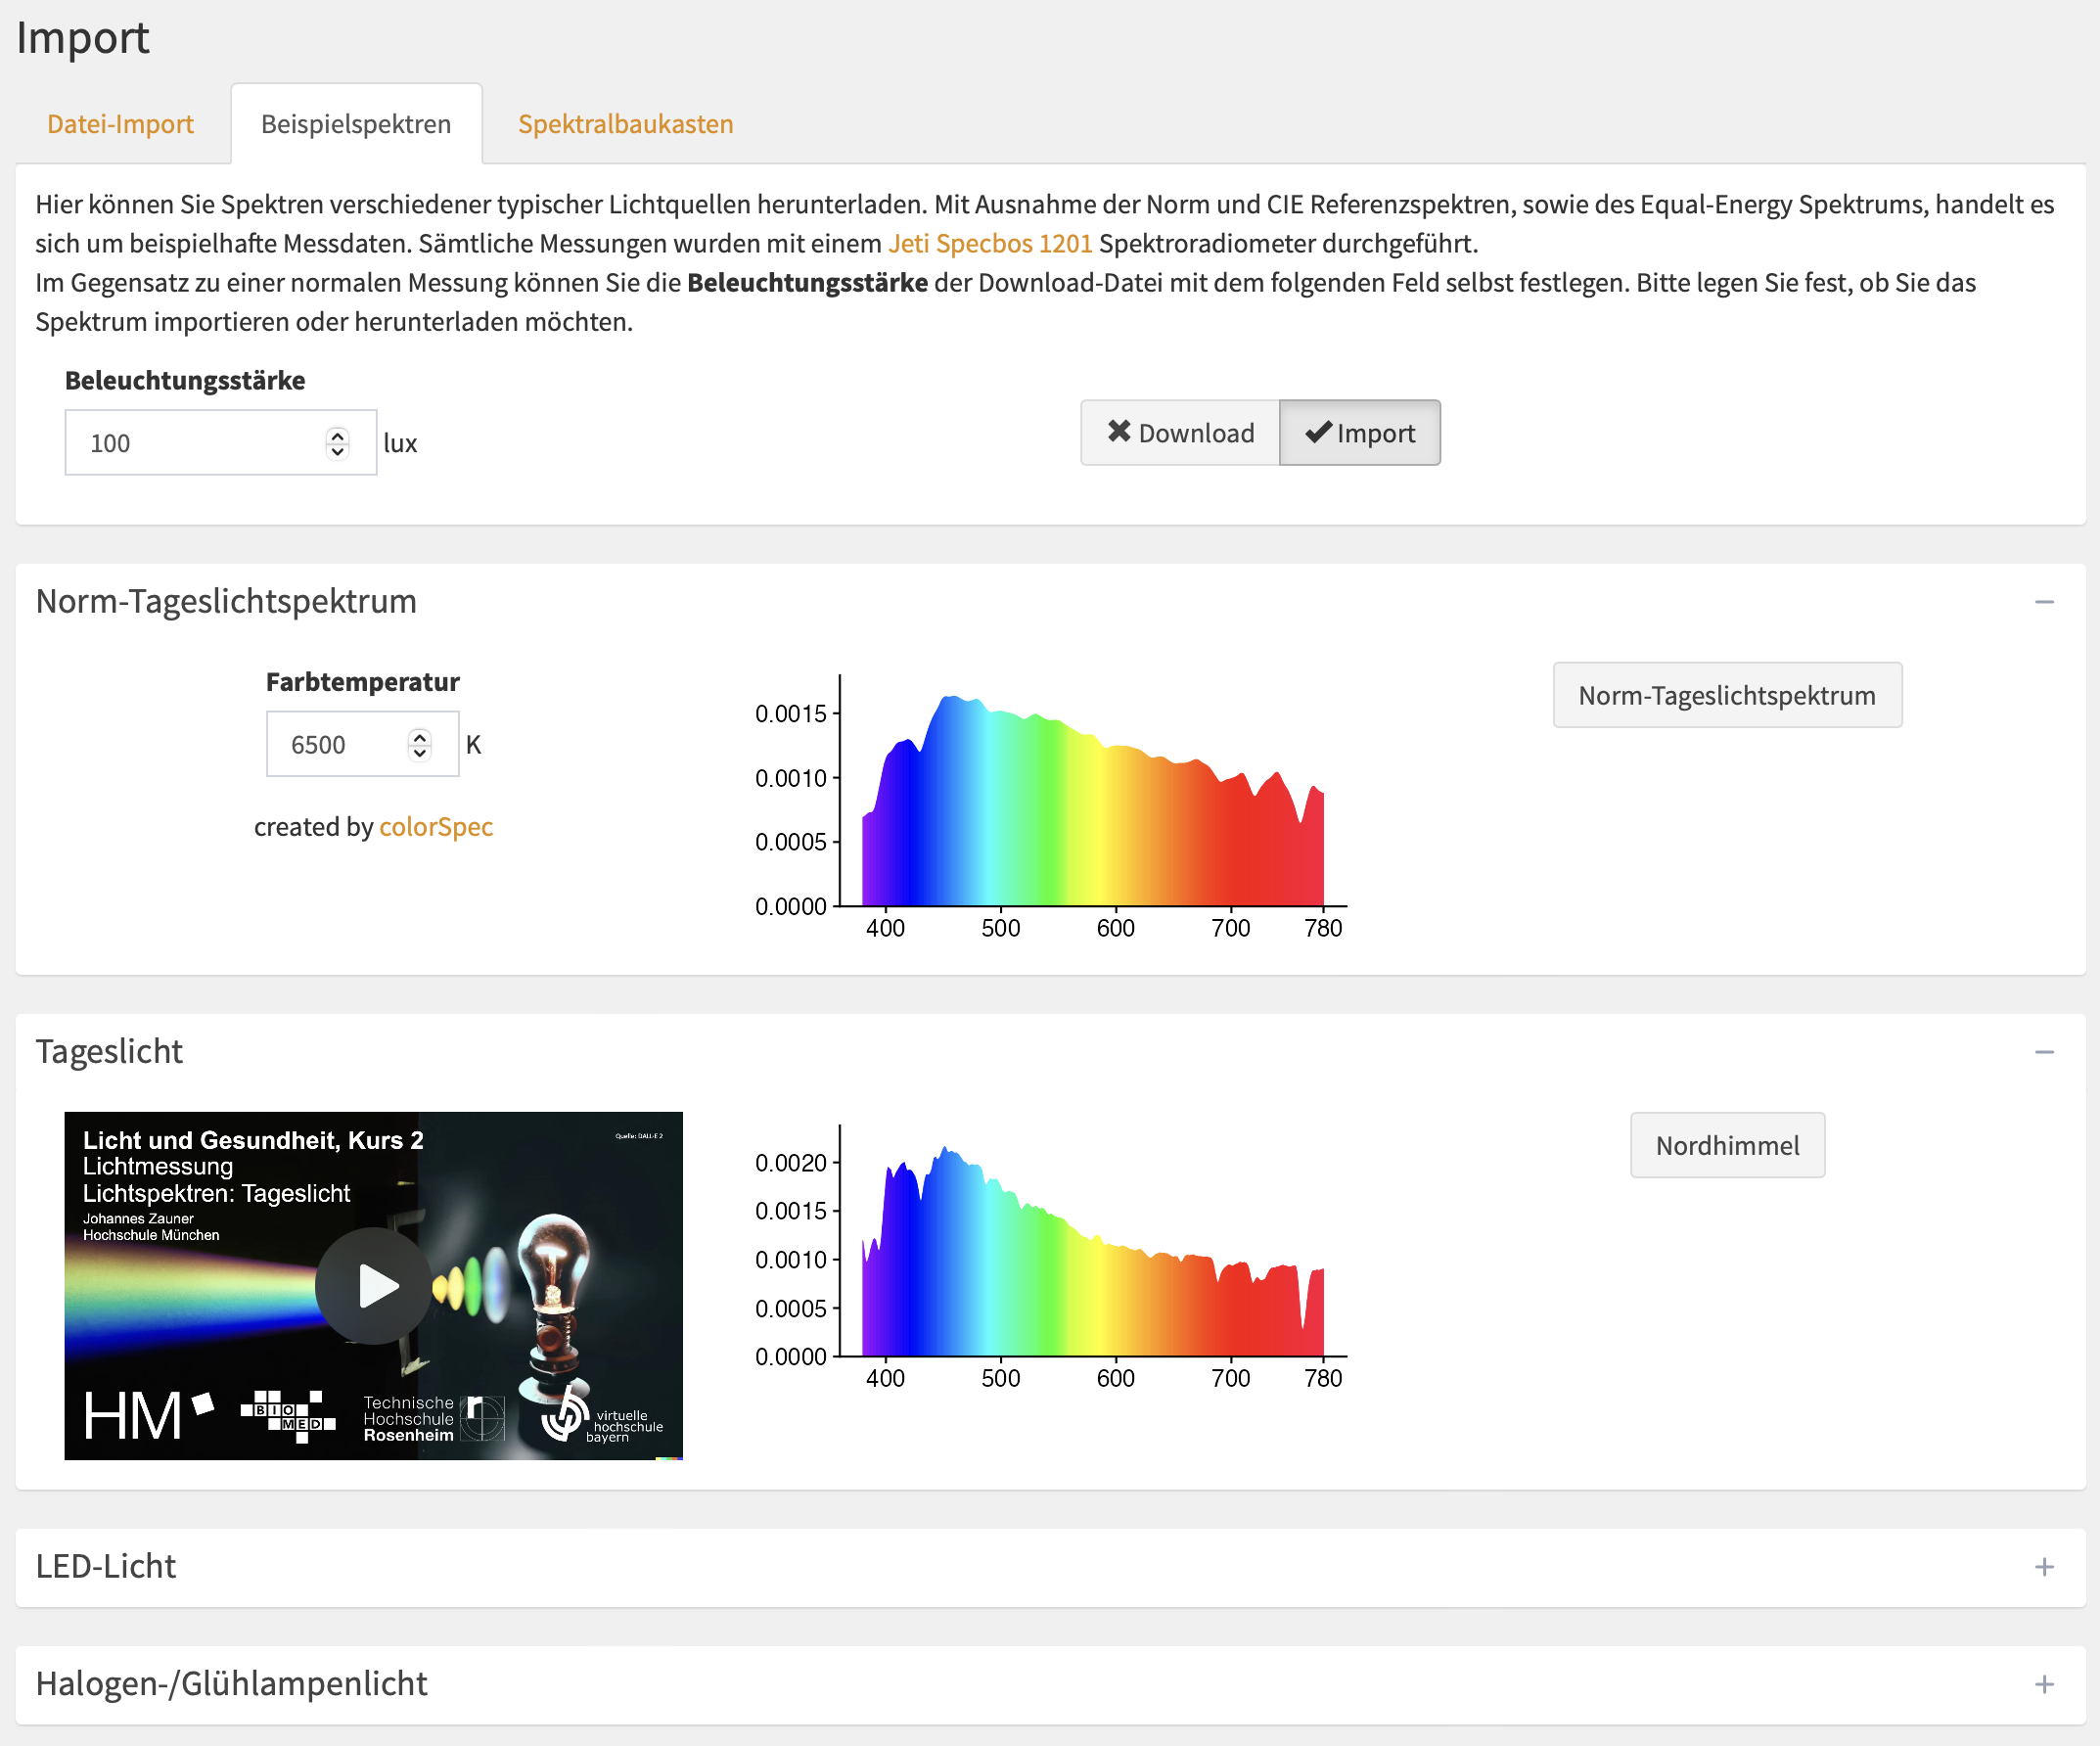 Import
Datei-Import
Beispielspektren
Spektralbaukasten
Hier können Sie Spektren verschiedener typischer Lichtquellen herunterladen. Mit Ausnahme der Norm und CIE Referenzspektren, sowie des Equal-Energy Spektrums, handelt es
sich um beispielhafte Messdaten. Sämtliche Messungen wurden mit einem Jeti Specbos 1201 Spektroradiometer durchgeführt.
Im Gegensatz zu einer normalen Messung können Sie die Beleuchtungsstärke der Download-Datei mit dem folgenden Feld selbst festlegen. Bitte legen Sie fest, ob Sie das
Spektrum importieren oder herunterladen möchten.
Beleuchtungsstärke
100 lux
Download
Import
Norm-Tageslichtspektrum
Farbtemperatur
6500 K
created by colorSpec
0.0015
0.0010
0.0005
0.0000
400 500 600 700 780
Norm-Tageslichtspektrum
Tageslicht
Licht und Gesundheit, Kurs 2
Lichtmessung
Lichtspektren: Tageslicht
Johannes Zauner
Hochschule München
Quelle: DALL-E 2
HM
BIO
MED
Technische
Hochschule
Rosenheim
virtuelle
hochschule
bayern
0.0020
0.0015
0.0010
0.0005
0.0000
400 500 600 700 780
Nordhimmel
LED-Licht
Halogen-/Glühlampenlicht